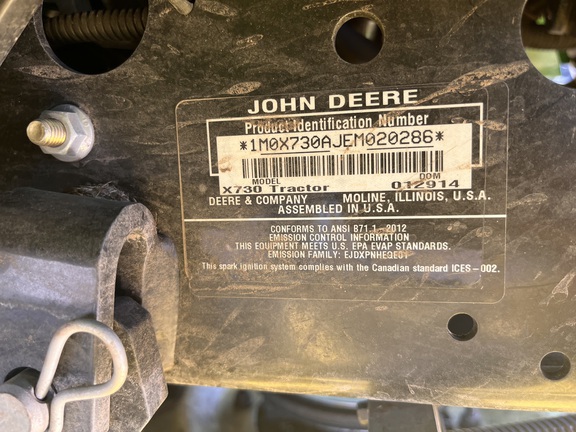 JOHN DEERE
Product Identification Number
*1M0X730AJEM020286*
MODEL DOM
X730 Tractor 012914
DEERE & COMPANY MOLINE, ILLINOIS, U.S.A.
ASSEMBLED IN U.S.A.
CONFORMS TO ANSI B71.1-2012
EMISSION CONTROL INFORMATION
THIS EQUIPMENT MEETS U.S. EPA EVAP STANDARDS.
EMISSION FAMILY:
This spark ignition system complies with the Canadian standard ICES-002.